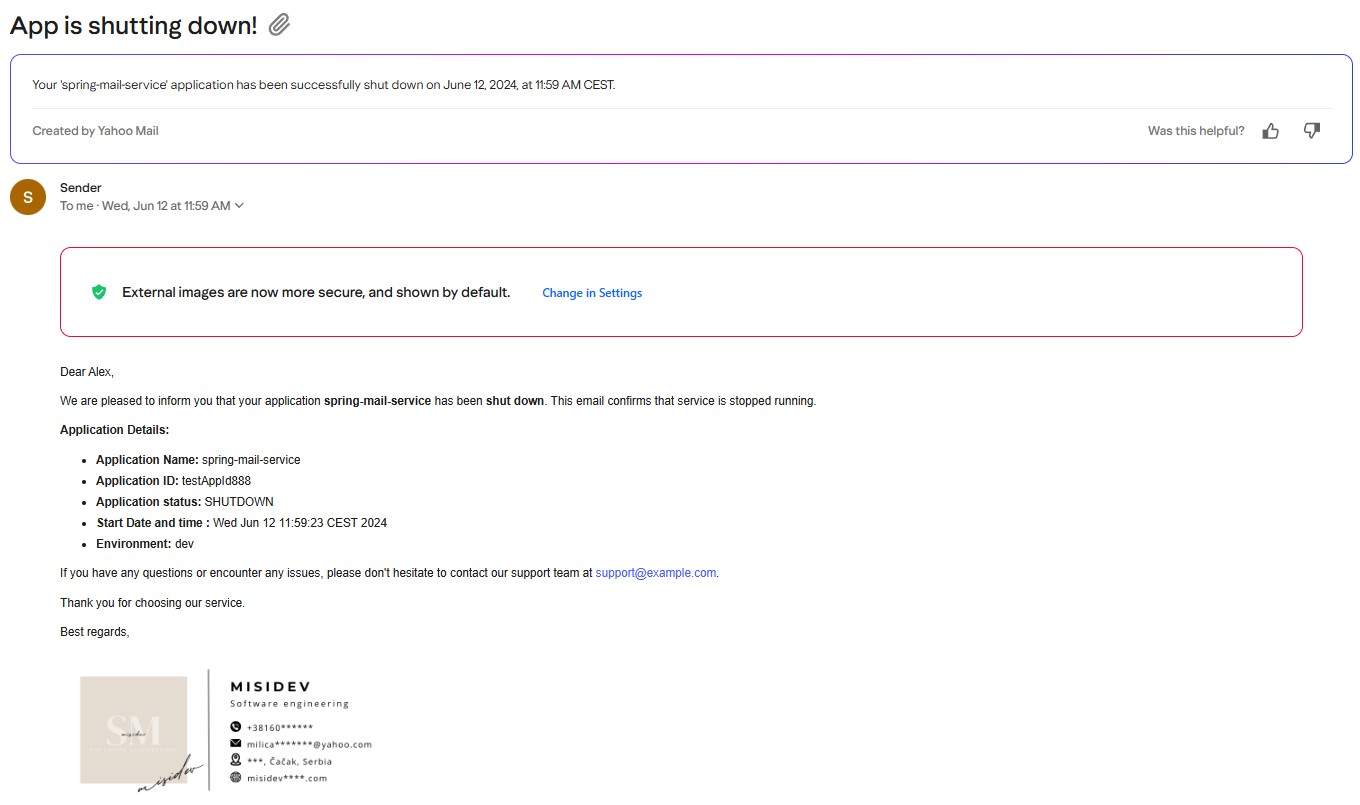 App is shutting down!
Your 'spring-mail-service' application has been successfully shut down on June 12, 2024, at 11:59 AM CEST.
Created by Yahoo Mail
Was this helpful?
S
Sender
To me · Wed, Jun 12 at 11:59 AM
External images are now more secure, and shown by default. Change in Settings
Dear Alex,
We are pleased to inform you that your application spring-mail-service has been shut down. This email confirms that service is stopped running.
Application Details:
• Application Name: spring-mail-service
• Application ID: testAppId888
• Application status: SHUTDOWN
• Start Date and time : Wed Jun 12 11:59:23 CEST 2024
• Environment: dev
If you have any questions or encounter any issues, please don't hesitate to contact our support team at support@example.com.
Thank you for choosing our service.
Best regards,
SM
misidev
misidev
MISIDEV
Software engineering
+38160******
milica*******@yahoo.com
***, Čačak, Serbia
misidev****.com